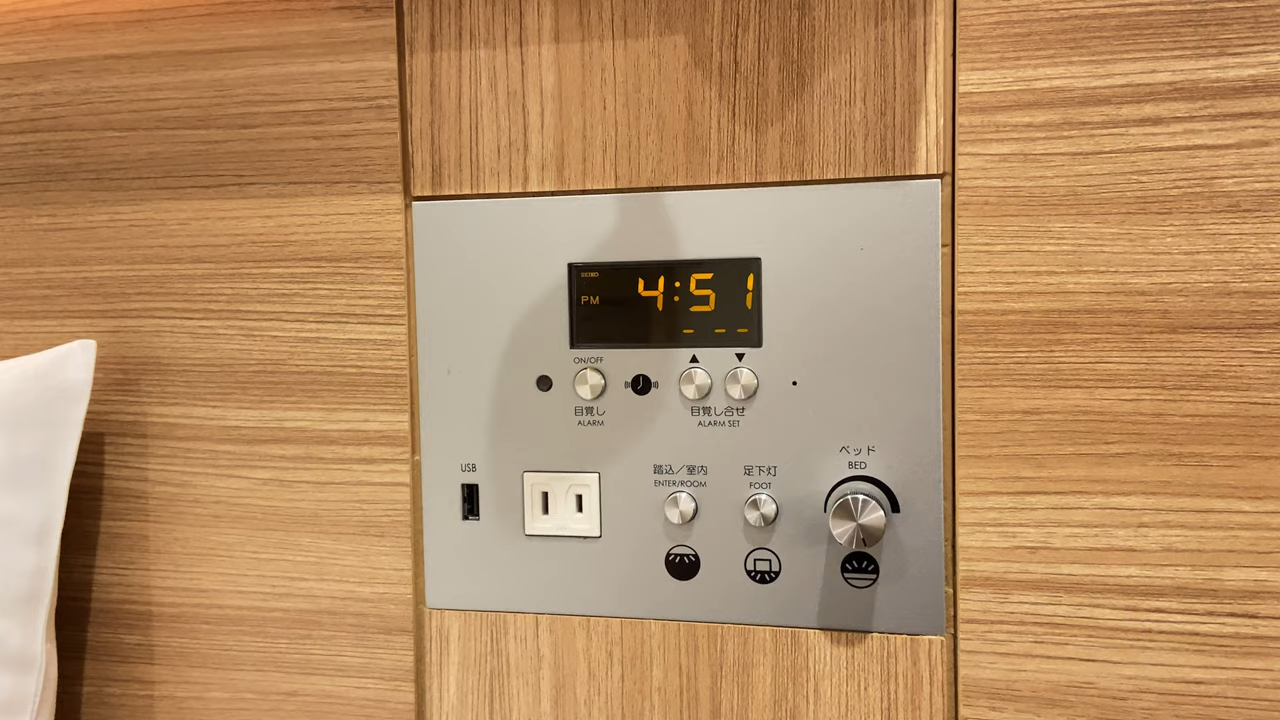 SEIKO
PM 4:51
- - -
ON/OFF
▲ ▼
目覚し
ALARM
目覚し合せ
ALARM SET
USB
踏込／室内
ENTER/ROOM
足下灯
FOOT
ベッド
BED